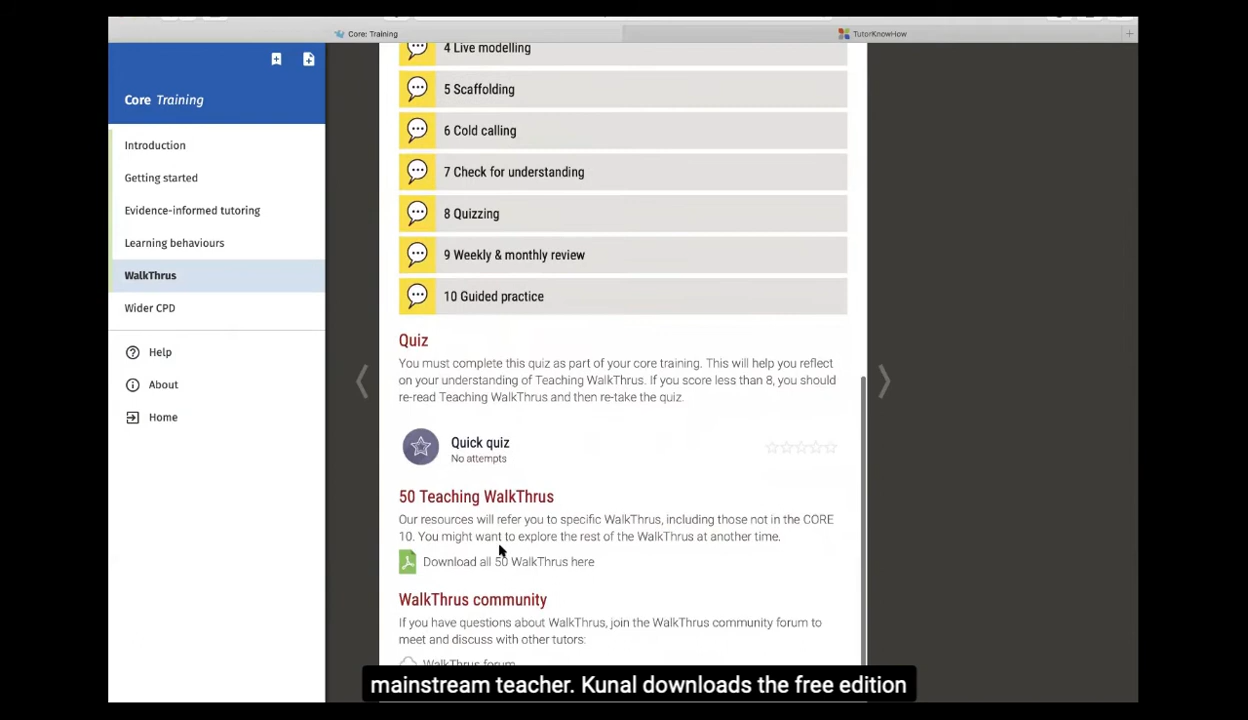 Core: Training
TutorKnowHow
Core Training
Introduction
Getting started
Evidence-informed tutoring
Learning behaviours
WalkThrus
Wider CPD
Help
About
Home
4 Live modelling
5 Scaffolding
6 Cold calling
7 Check for understanding
8 Quizzing
9 Weekly & monthly review
10 Guided practice
Quiz
You must complete this quiz as part of your core training. This will help you reflect
on your understanding of Teaching WalkThrus. If you score less than 8, you should
re-read Teaching WalkThrus and then re-take the quiz.
Quick quiz
No attempts
50 Teaching WalkThrus
Our resources will refer you to specific WalkThrus, including those not in the CORE
10. You might want to explore the rest of the WalkThrus at another time.
Download all 50 WalkThrus here
WalkThrus community
If you have questions about WalkThrus, join the WalkThrus community forum to
meet and discuss with other tutors:
WalkThrus forum
mainstream teacher. Kunal downloads the free edition